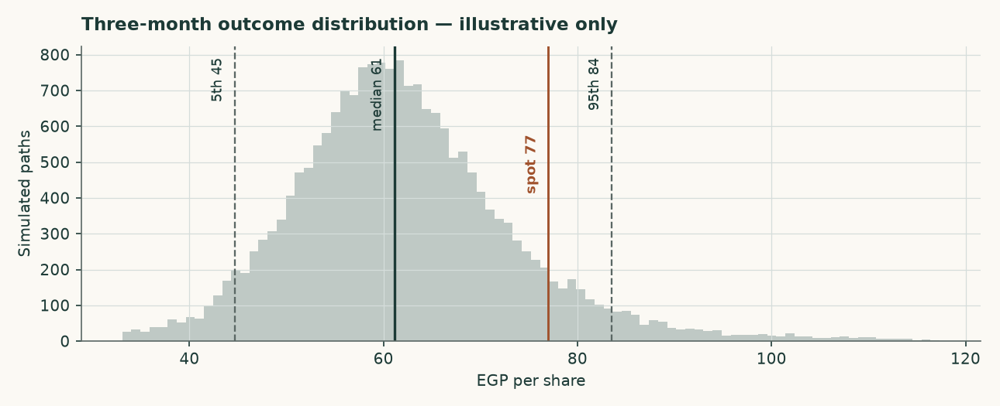 Three-month outcome distribution — illustrative only
Simulated paths
800
700
600
500
400
300
200
100
0
5th 45
median 61
spot 77
95th 84
40
60
80
100
120
EGP per share